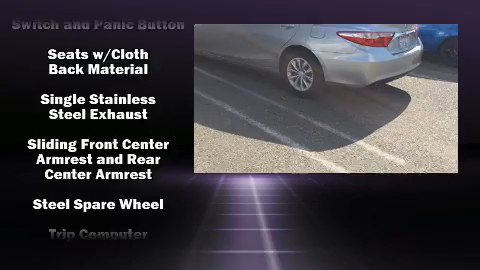 Switch and Panic Button
Seats w/Cloth
Back Material
Single Stainless
Steel Exhaust
Sliding Front Center
Armrest and Rear
Center Armrest
Steel Spare Wheel
Trip Computer